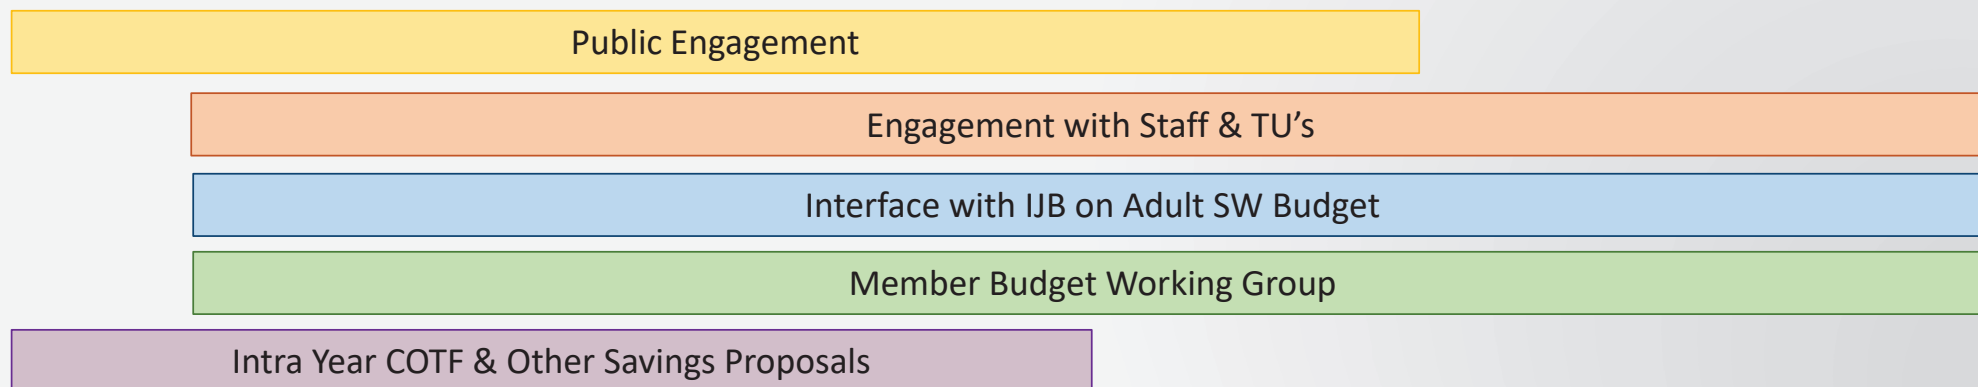 Public Engagement
Engagement with Staff & TU’s
Interface with IJB on Adult SW Budget
Member Budget Working Group
Intra Year COTF & Other Savings Proposals